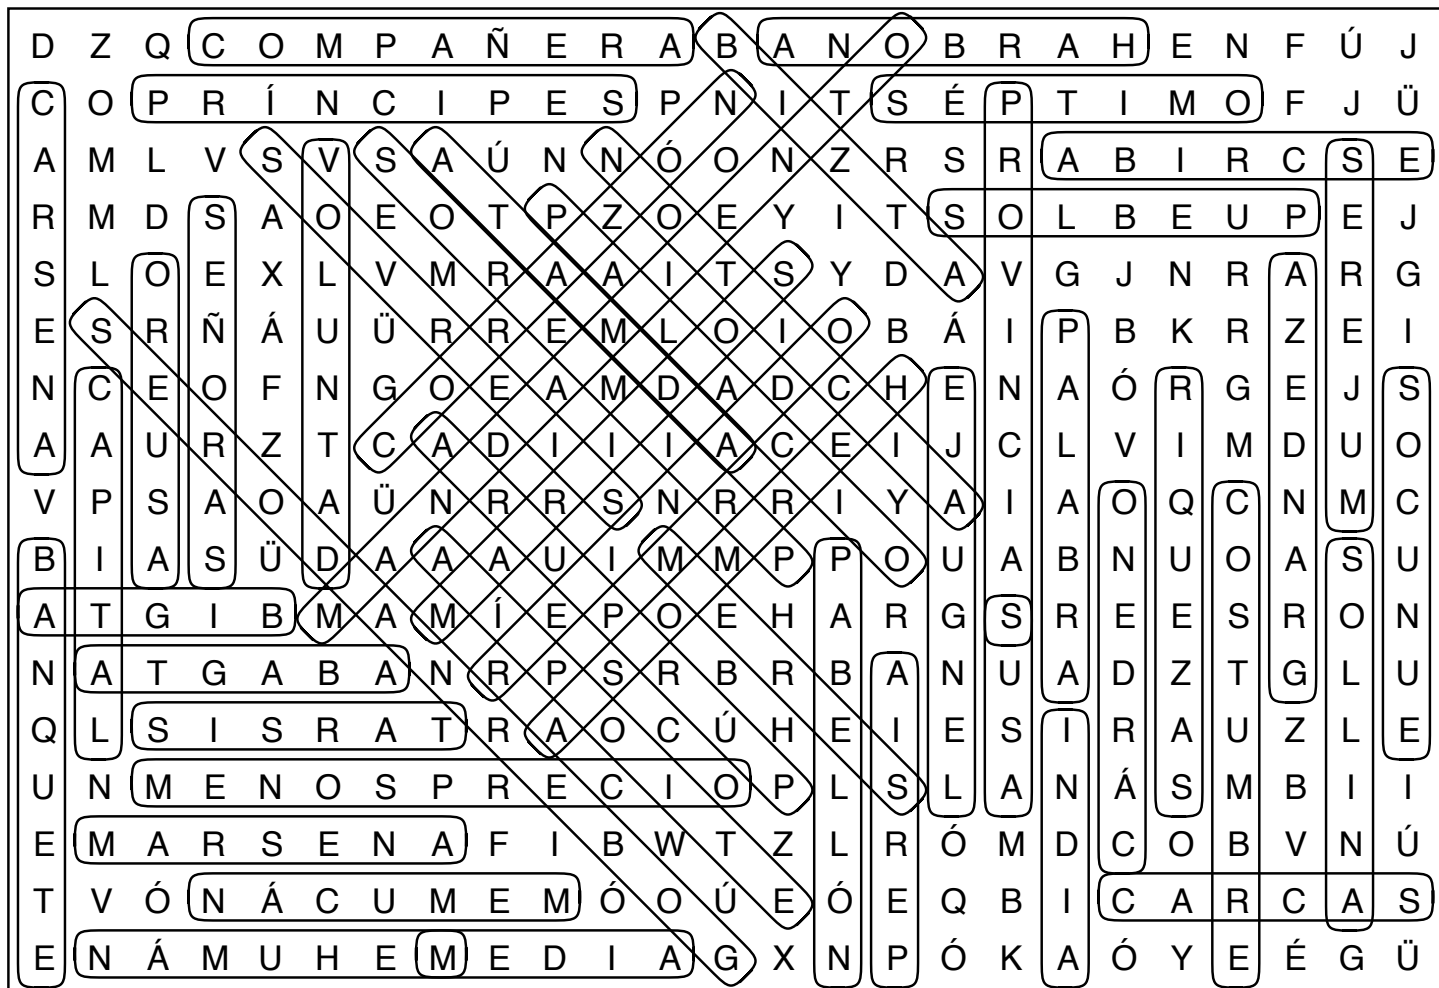 D Z Q C O M P A Ñ E R A B A N O B R A H E N F Ú J
C O P R Í N C I P E S P N I T S É P T I M O F J Ü
A M L V S V S A Ú N N Ó O N Z R S R A B I R C S E
R M D S A O E O T P Z O E Y I T S O L B E U P E J
S L O E X L V M R A A I T S Y D A V G J N R A R G
E S R Ñ Á U Ü R R E M L O I O B Á I P B K R Z E I
N C E O F N G O E A M D A D C H E N A Ó R G E J S
A A U R Z T C A D I I I A C E I J C L V I M D U O
V P S A O A Ü N R R S N R R I Y A I A O Q C N M C
B I A S Ü D A A A U I M M P P O U A B N U O A S U
A T G I B M A M Í E P O E H A R G S R E E S R O N
N A T G A B A N R P S R B R B A N U A D Z T G L U
Q L S I S R A T R A O C Ú H E I E S I R A U Z L E
U N M E N O S P R E C I O P L S L A N Á S M B I I
E M A R S E N A F I B W T Z L R Ó M D C O B V N Ú
T V Ó N Á C U M E M Ó O Ú E Ó E Q B I C A R C A S
E N Á M U H E M E D I A G X N P Ó K A Ó Y E É G Ü